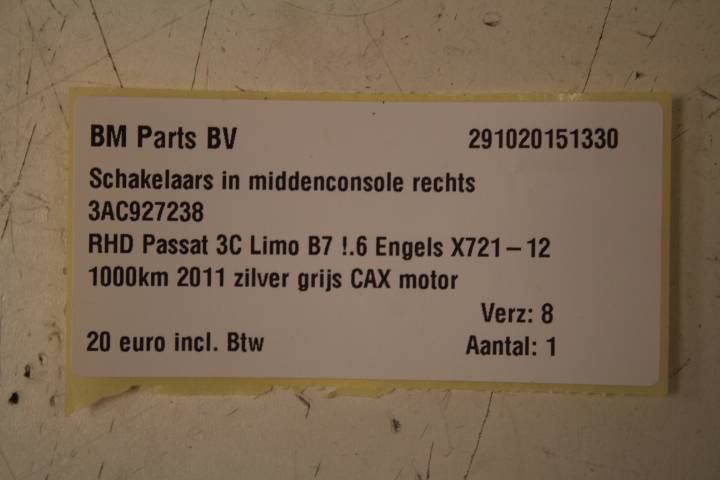 BM Parts BV 291020151330
Schakelaars in middenconsole rechts
3AC927238
RHD Passat 3C Limo B7 !.6 Engels X721-12
1000km 2011 zilver grijs CAX motor
Verz: 8
20 euro incl. Btw Aantal: 1